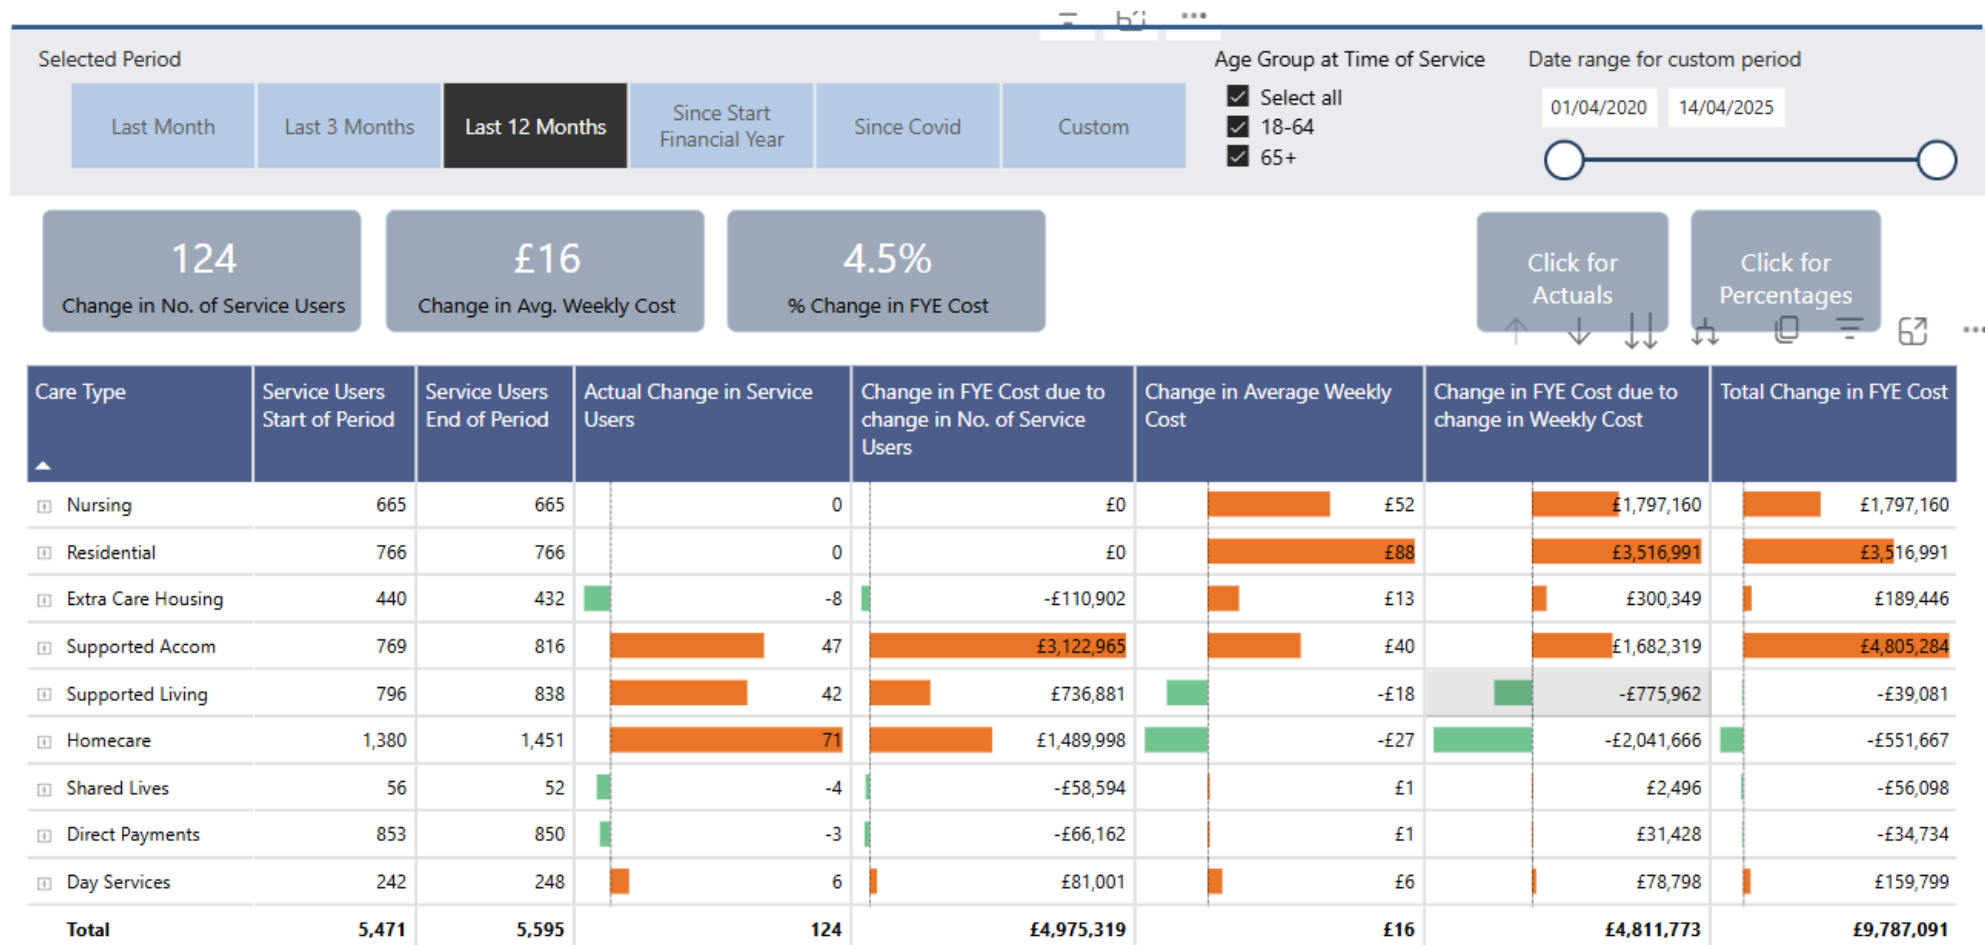 Selected Period
Age Group at Time of Service
Date range for custom period
Last Month
Last 3 Months
Last 12 Months
Since Start
Financial Year
Since Covid
Custom
Select all
18-64
65+
01/04/2020
14/04/2025
124
Change in No. of Service Users
£16
Change in Avg. Weekly Cost
4.5%
% Change in FYE Cost
Click for
Actuals
Click for
Percentages
Care Type
Service Users
Start of Period
Service Users
End of Period
Actual Change in Service
Users
Change in FYE Cost due to
change in No. of Service
Users
Change in Average Weekly
Cost
Change in FYE Cost due to
change in Weekly Cost
Total Change in FYE Cost
Nursing 665 665 0 £0 £52 £1,797,160 £1,797,160
Residential 766 766 0 £0 £88 £3,516,991 £3,516,991
Extra Care Housing 440 432 -8 -£110,902 £13 £300,349 £189,446
Supported Accom 769 816 47 £3,122,965 £40 £1,682,319 £4,805,284
Supported Living 796 838 42 £736,881 -£18 -£775,962 -£39,081
Homecare 1,380 1,451 71 £1,489,998 -£27 -£2,041,666 -£551,667
Shared Lives 56 52 -4 -£58,594 £1 £2,496 -£56,098
Direct Payments 853 850 -3 -£66,162 £1 £31,428 -£34,734
Day Services 242 248 6 £81,001 £6 £78,798 £159,799
Total 5,471 5,595 124 £4,975,319 £16 £4,811,773 £9,787,091